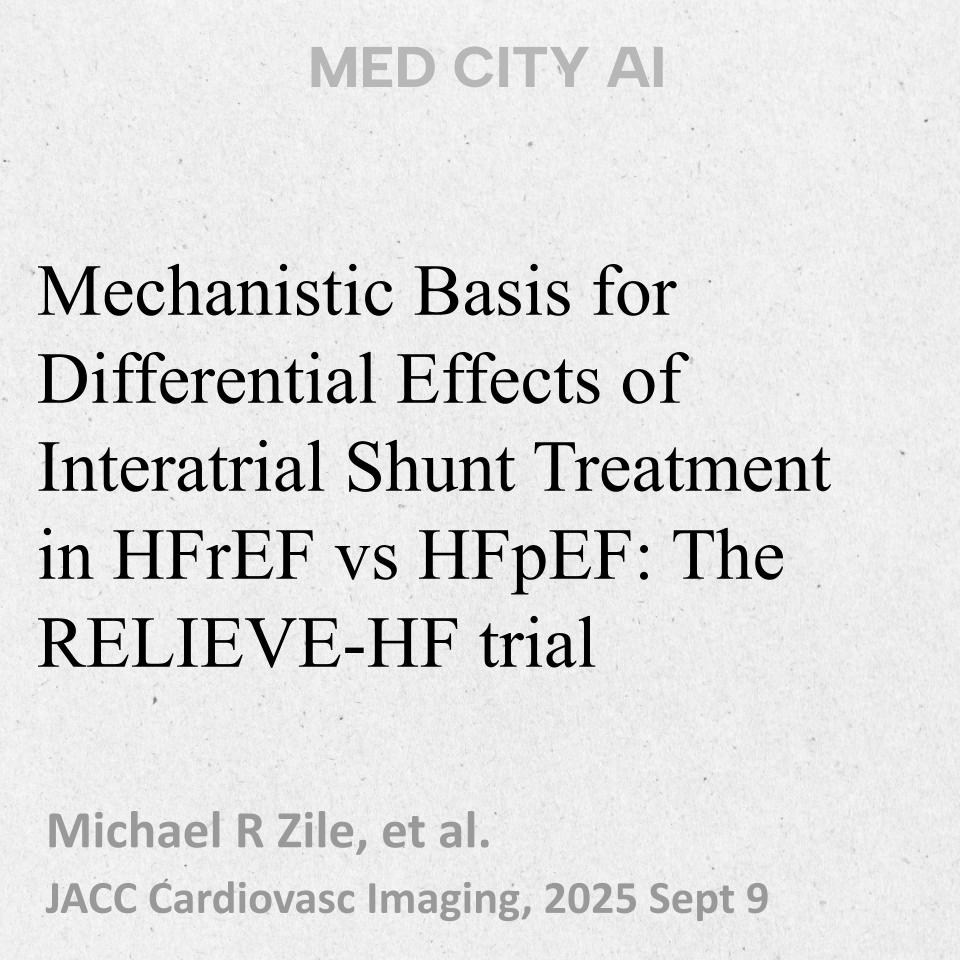 MED CITY AI
Mechanistic Basis for
Differential Effects of
Interatrial Shunt Treatment
in HFrEF vs HFpEF: The
RELIEVE-HF trial
Michael R Zile, et al.
JACC Cardiovasc Imaging, 2025 Sept 9